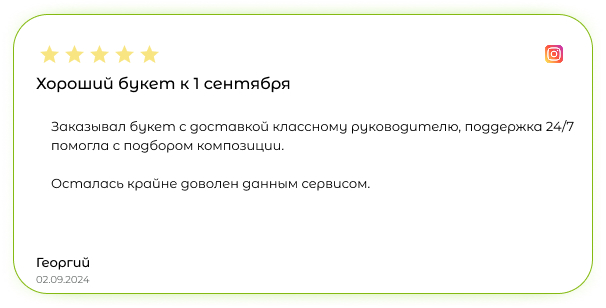 Хороший букет к 1 сентября
Заказывал букет с доставкой классному руководителю, поддержка 24/7
помогла с подбором композиции.
Осталась крайне доволен данным сервисом.
Георгий
02.09.2024